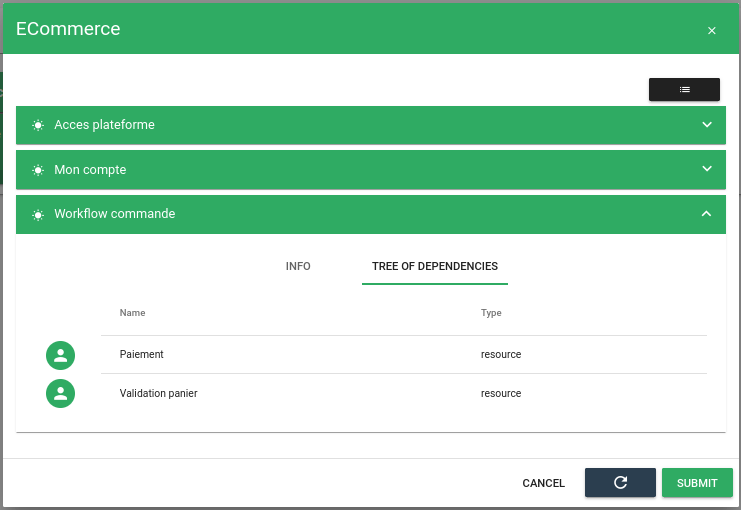 ECommerce
Acces plateforme
Mon compte
Workflow commande
INFO TREE OF DEPENDENCIES
Name Type
Paiement resource
Validation panier resource
CANCEL SUBMIT